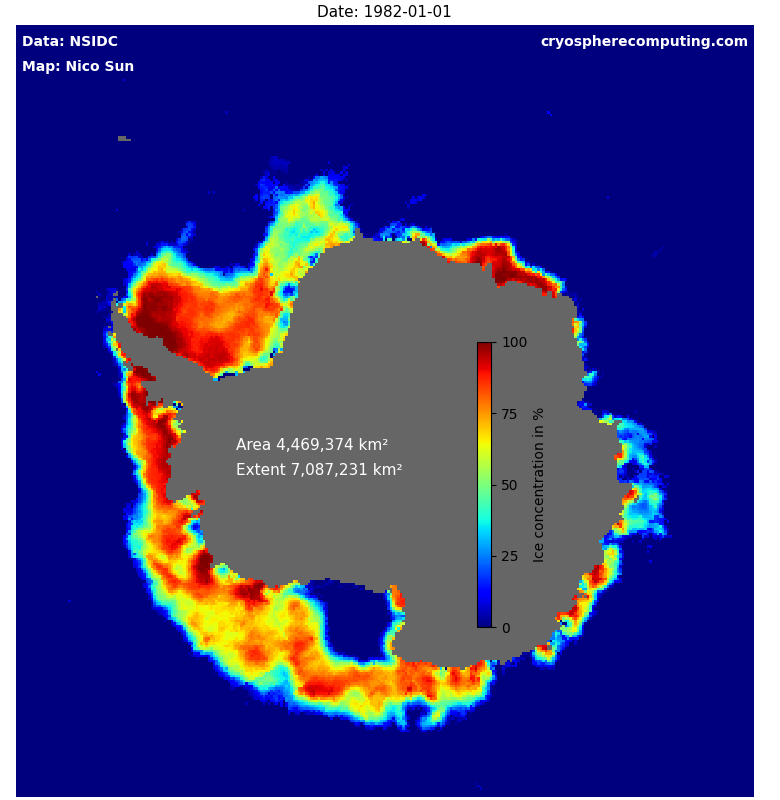 Date: 1982-01-01
Data: NSIDC
cryospherecomputing.com
Map: Nico Sun
100
75
50
25
0
Ice concentration in %
Area 4,469,374 km²
Extent 7,087,231 km²